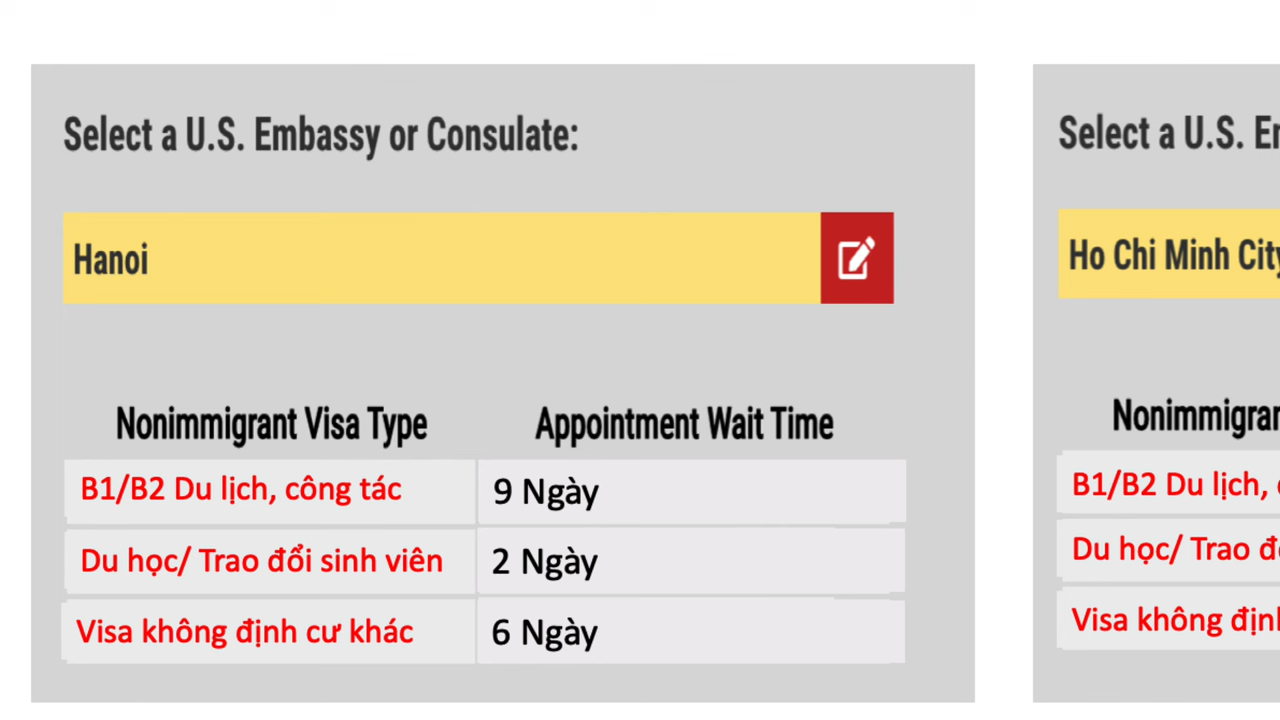 Select a U.S. Embassy or Consulate:
Hanoi
Nonimmigrant Visa Type Appointment Wait Time
B1/B2 Du lịch, công tác 9 Ngày
Du học/ Trao đổi sinh viên 2 Ngày
Visa không định cư khác 6 Ngày
Select a U.S.
Ho Chi Minh City
B1/B2 Du lịch,
Du học/ Trao
Visa không